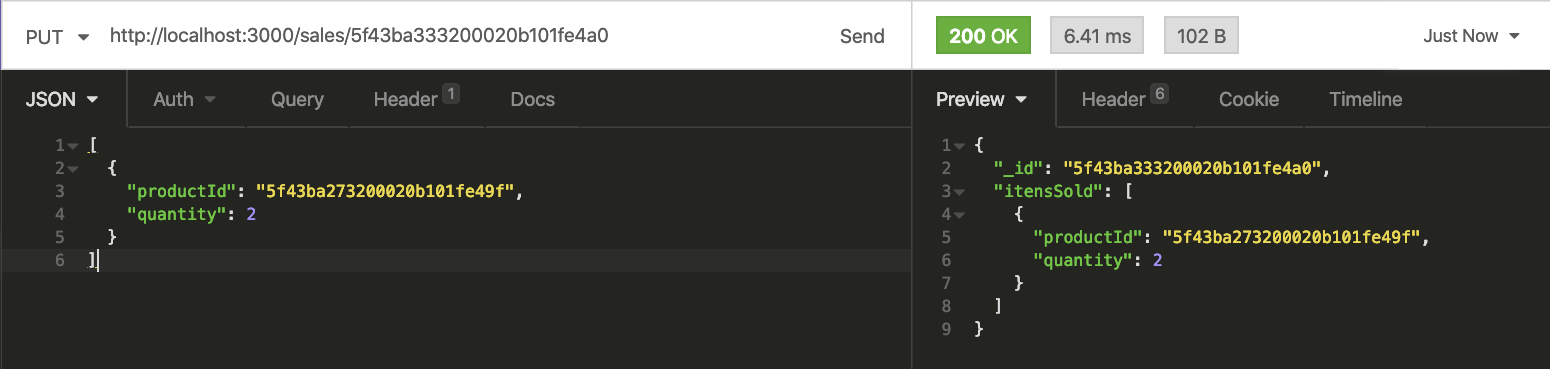 PUT http://localhost:3000/sales/5f43ba333200020b101fe4a0 Send
200 OK 6.41 ms 102 B Just Now
JSON Auth Query Header 1 Docs
1 [
2 {
3 "productId": "5f43ba273200020b101fe49f",
4 "quantity": 2
5 }
6 ]
Preview Header 6 Cookie Timeline
1 {
2 "_id": "5f43ba333200020b101fe4a0",
3 "itensSold": [
4 {
5 "productId": "5f43ba273200020b101fe49f",
6 "quantity": 2
7 }
8 ]
9 }